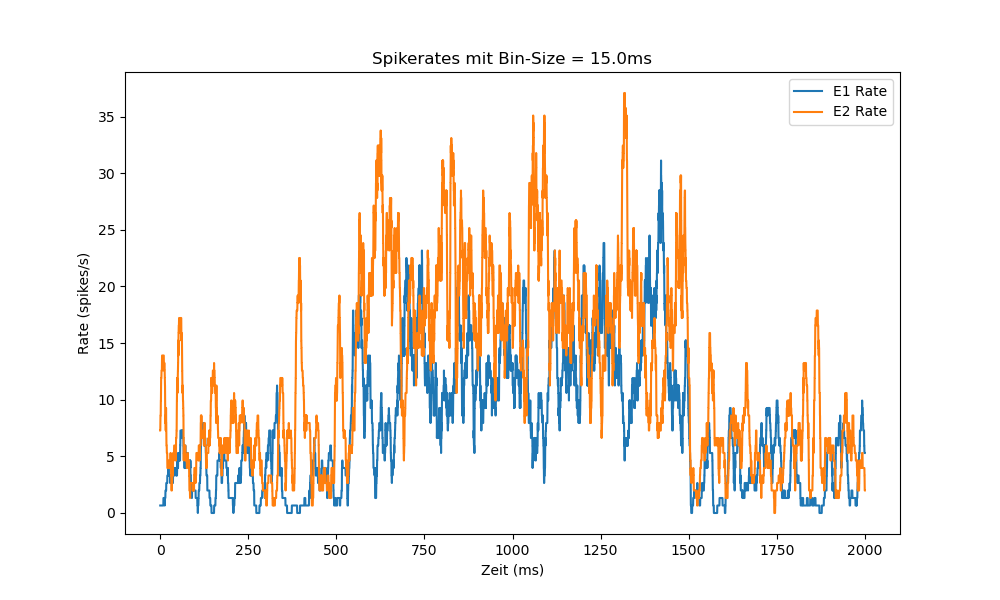 Spikerates mit Bin-Size = 15.0ms
E1 Rate
E2 Rate
Rate (spikes/s)
35
30
25
20
15
10
5
0
0 250 500 750 1000 1250 1500 1750 2000
Zeit (ms)